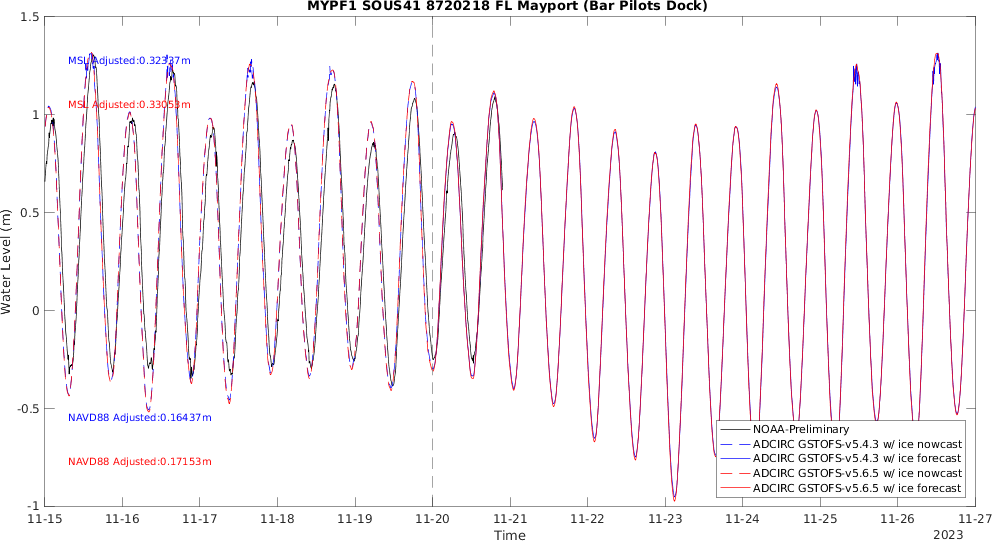 MYPF1 SOUS41 8720218 FL Mayport (Bar Pilots Dock)
1.5
1
0.5
0
-0.5
-1
Water Level (m)
MSL Adjusted:0.32337m
MSL Adjusted:0.33053m
NAVD88 Adjusted:0.16437m
NAVD88 Adjusted:0.17153m
NOAA-Preliminary
ADCIRC GSTOFS-v5.4.3 w/ ice nowcast
ADCIRC GSTOFS-v5.4.3 w/ ice forecast
ADCIRC GSTOFS-v5.6.5 w/ ice nowcast
ADCIRC GSTOFS-v5.6.5 w/ ice forecast
11-15 11-16 11-17 11-18 11-19 11-20 11-21 11-22 11-23 11-24 11-25 11-26 11-27
Time
2023